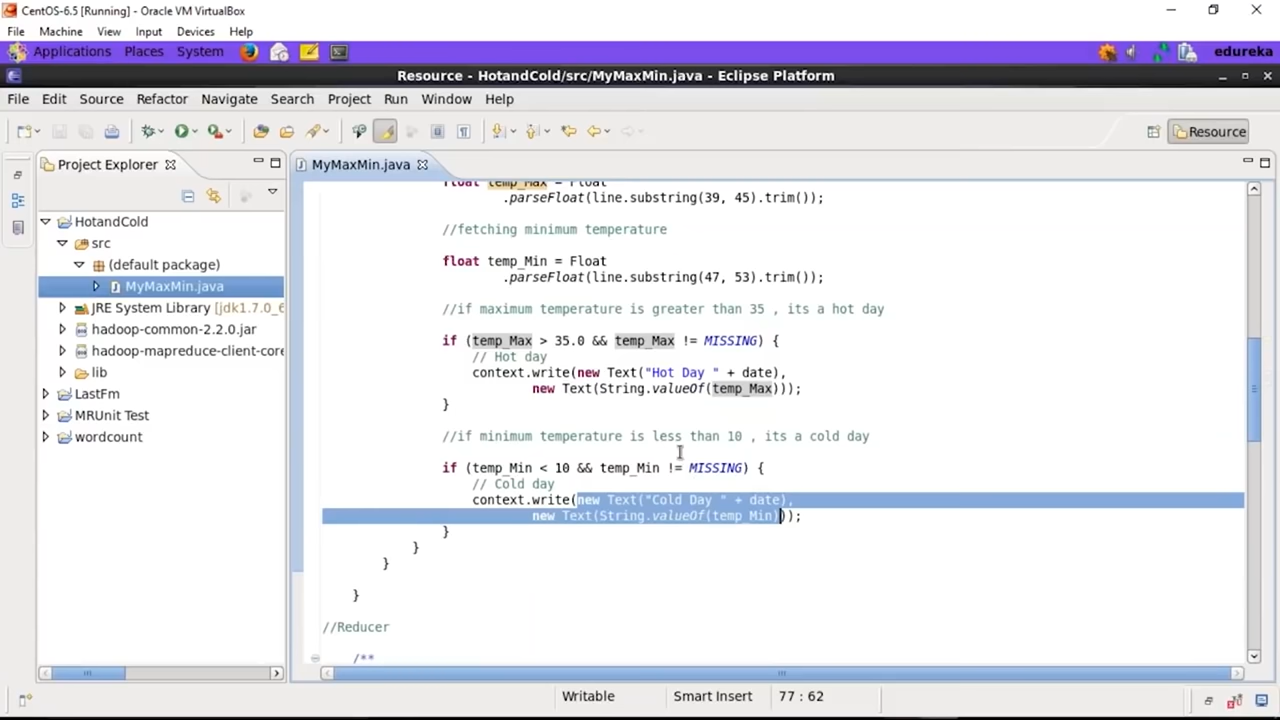 CentOS-6.5 [Running] - Oracle VM VirtualBox
File Machine View Input Devices Help
Applications Places System edureka
Resource - HotandCold/src/MyMaxMin.java - Eclipse Platform
File Edit Source Refactor Navigate Search Project Run Window Help
Resource
Project Explorer
HotandCold
src
(default package)
MyMaxMin.java
JRE System Library [jdk1.7.0_6
hadoop-common-2.2.0.jar
hadoop-mapreduce-client-core
lib
LastFm
MRUnit Test
wordcount
MyMaxMin.java
float temp_Max = Float
.parseFloat(line.substring(39, 45).trim());
//fetching minimum temperature
float temp_Min = Float
.parseFloat(line.substring(47, 53).trim());
//if maximum temperature is greater than 35 , its a hot day
if (temp_Max > 35.0 && temp_Max != MISSING) {
// Hot day
context.write(new Text("Hot Day " + date),
new Text(String.valueOf(temp_Max)));
}
//if minimum temperature is less than 10 , its a cold day
if (temp_Min < 10 && temp_Min != MISSING) {
// Cold day
context.write(new Text("Cold Day " + date),
new Text(String.valueOf(temp_Min)));
}
}
}
}
//Reducer
/**
Writable Smart Insert 77 : 62